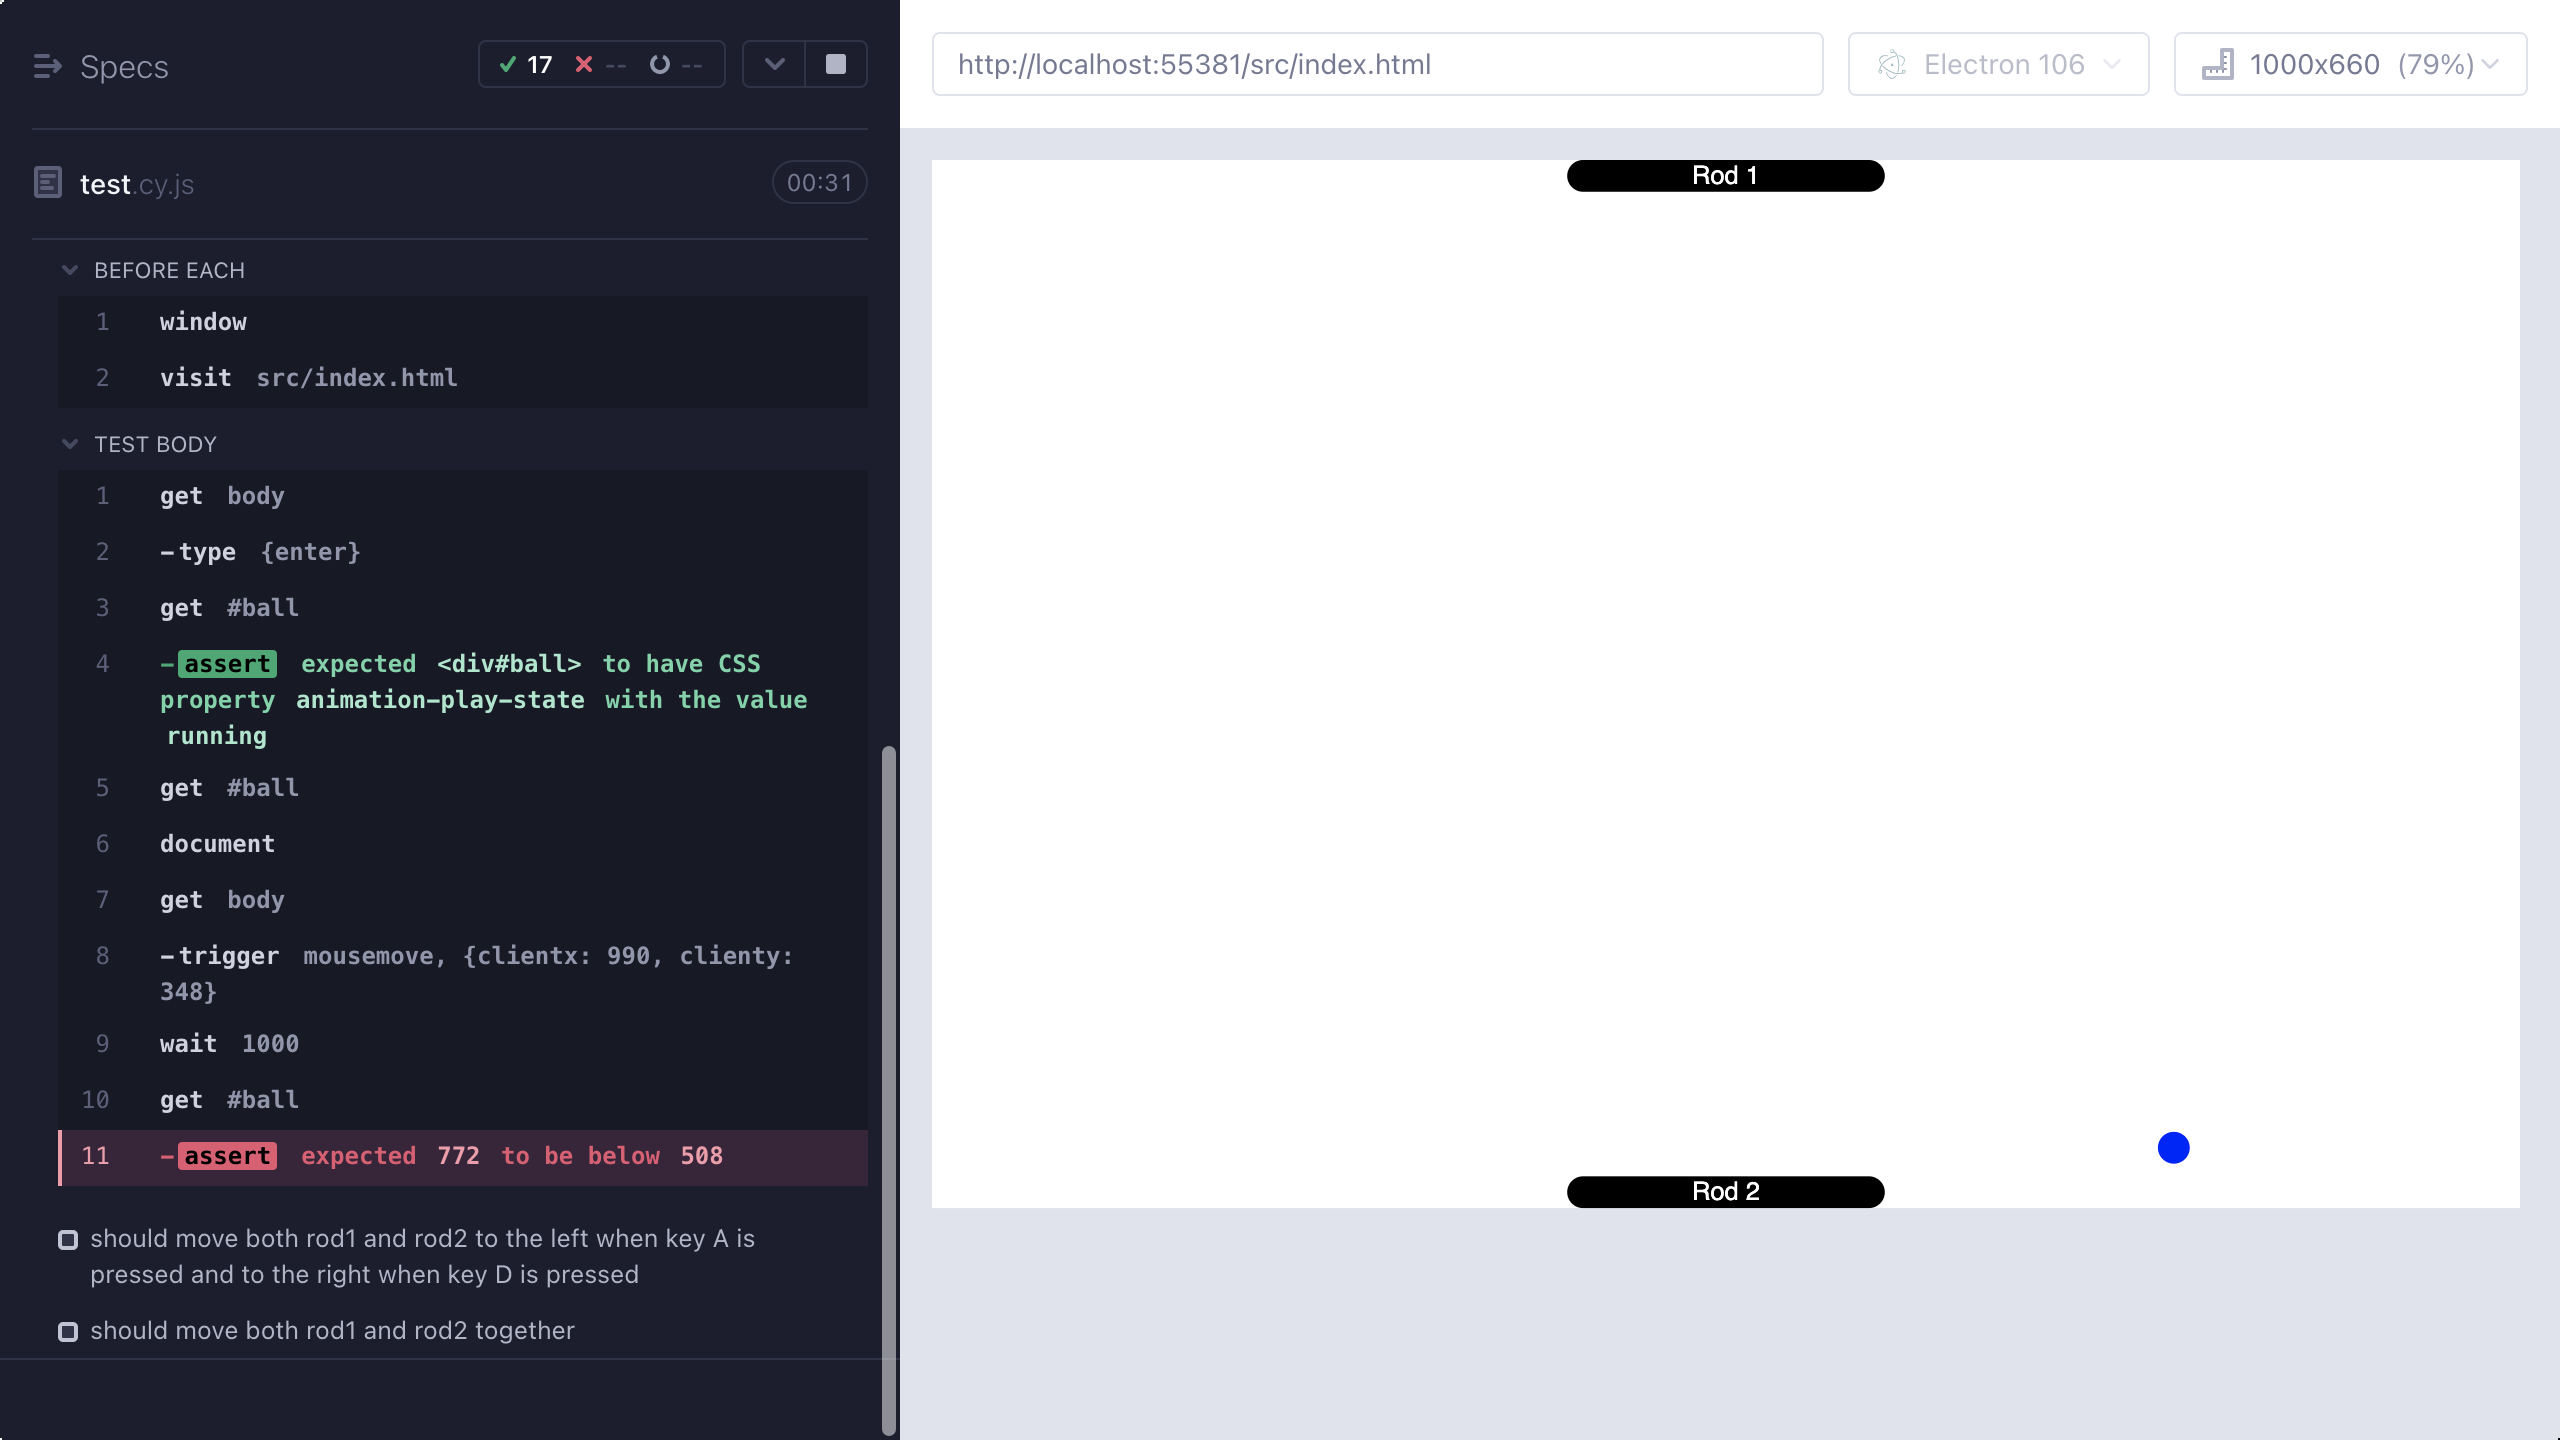 Specs
17 -- --
test.cy.js
00:31
BEFORE EACH
1 window
2 visit src/index.html
TEST BODY
1 get body
2 -type {enter}
3 get #ball
4 -assert expected <div#ball> to have CSS
property animation-play-state with the value
running
5 get #ball
6 document
7 get body
8 -trigger mousemove, {clientx: 990, clienty:
348}
9 wait 1000
10 get #ball
11 -assert expected 772 to be below 508
should move both rod1 and rod2 to the left when key A is
pressed and to the right when key D is pressed
should move both rod1 and rod2 together
http://localhost:55381/src/index.html
Electron 106
1000x660 (79%)
Rod 1
Rod 2